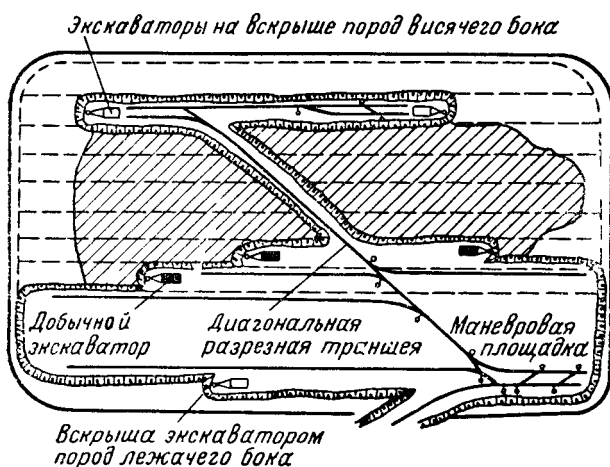 Экскаваторы на вскрыше пород висячего бока
Добычной
экскаватор
Диагональная
разрезная траншея
Маневровая
площадка
Вскрыша экскаватором
пород лежачего бока